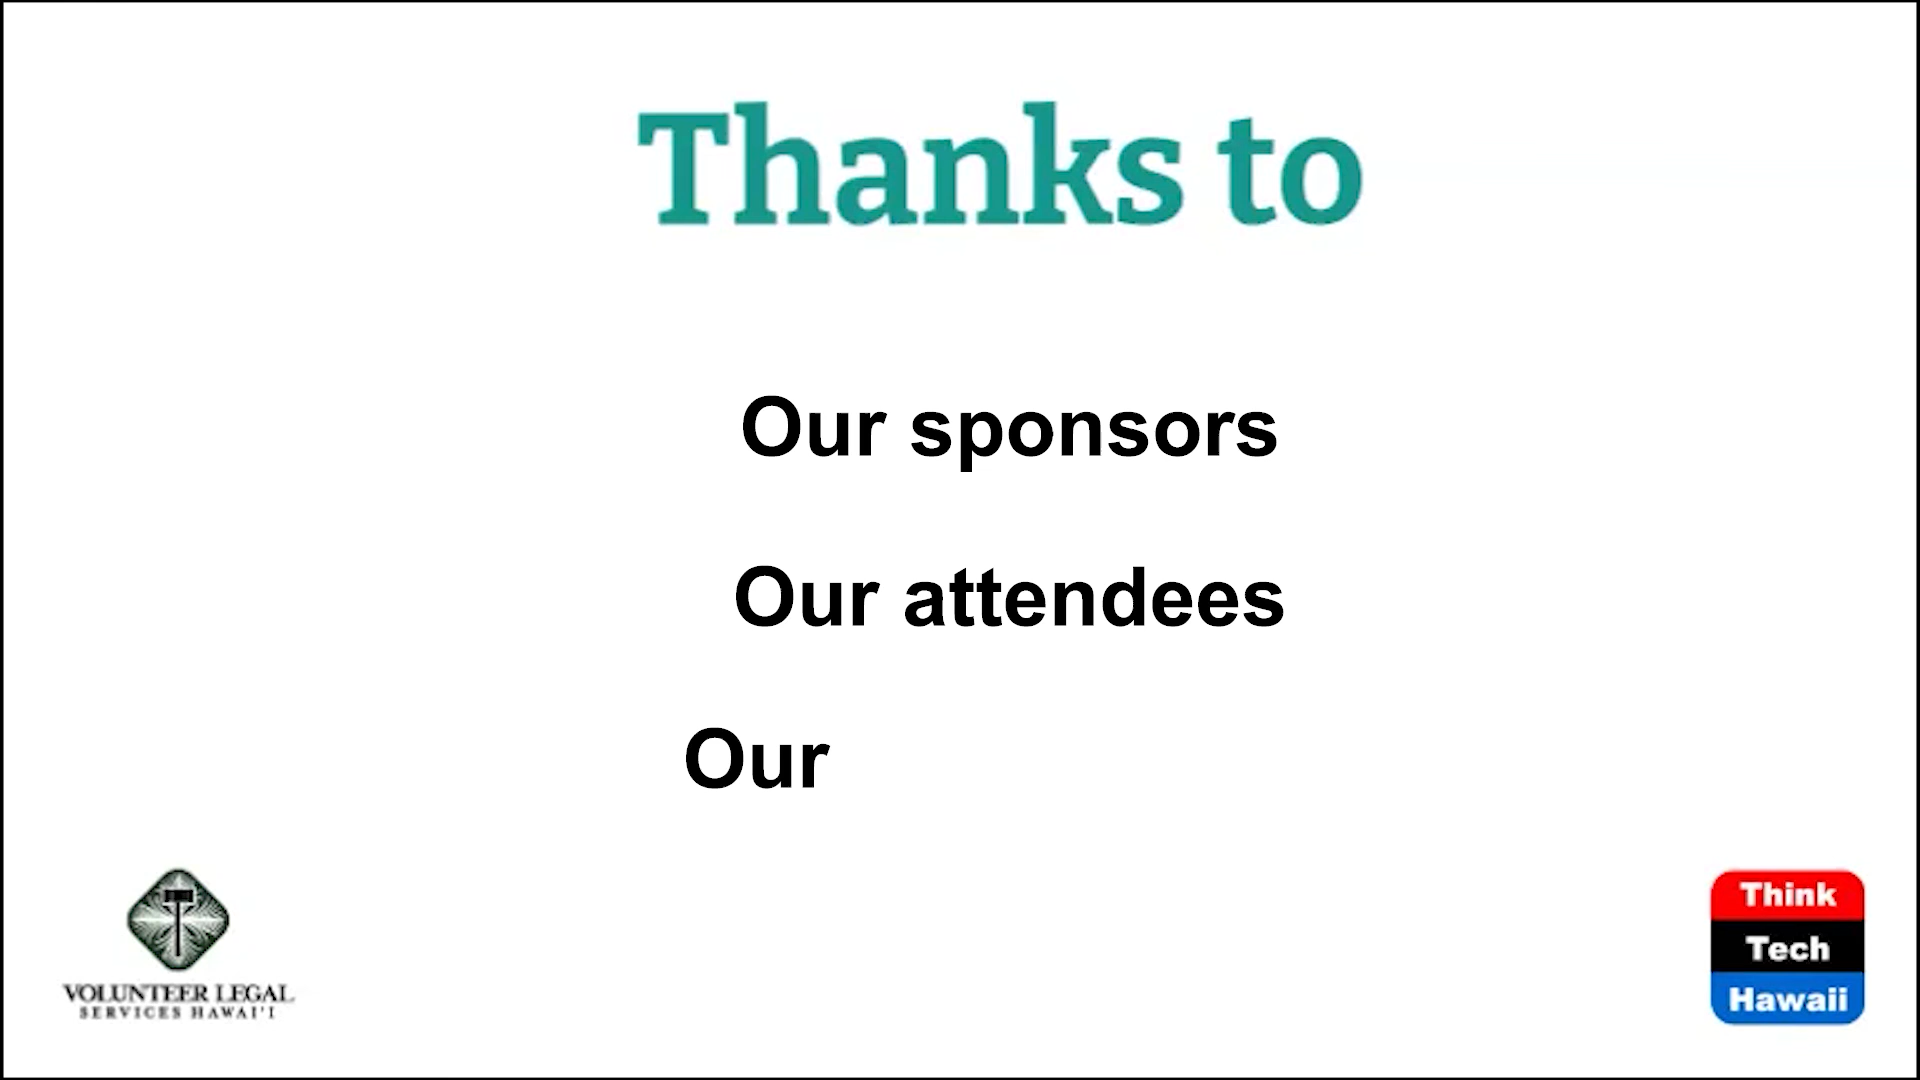 Thanks to
Our sponsors
Our attendees
Our
VOLUNTEER LEGAL
SERVICES HAWAI'I
Think
Tech
Hawaii